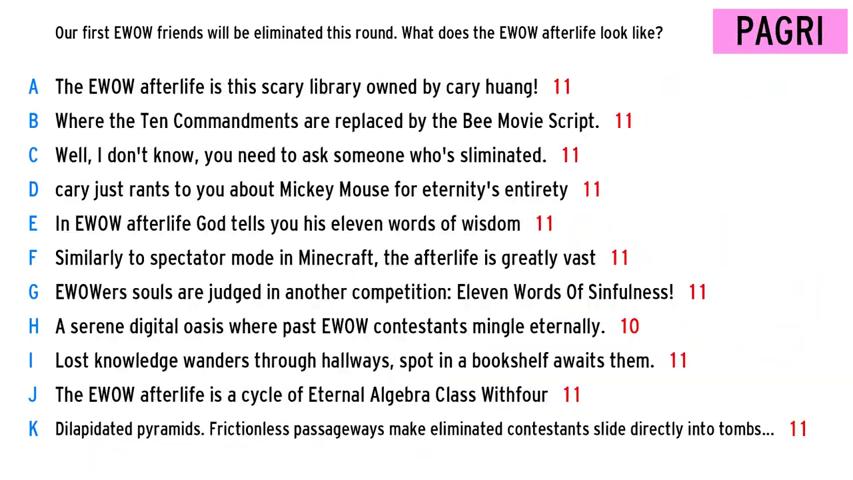 Our first EWOW friends will be eliminated this round. What does the EWOW afterlife look like?
PAGRI
A The EWOW afterlife is this scary library owned by cary huang! 11
B Where the Ten Commandments are replaced by the Bee Movie Script. 11
C Well, I don't know, you need to ask someone who's sliminated. 11
D cary just rants to you about Mickey Mouse for eternity's entirety 11
E In EWOW afterlife God tells you his eleven words of wisdom 11
F Similarly to spectator mode in Minecraft, the afterlife is greatly vast 11
G EWOWers souls are judged in another competition: Eleven Words Of Sinfulness! 11
H A serene digital oasis where past EWOW contestants mingle eternally. 10
I Lost knowledge wanders through hallways, spot in a bookshelf awaits them. 11
J The EWOW afterlife is a cycle of Eternal Algebra Class Withfour 11
K Dilapidated pyramids. Frictionless passageways make eliminated contestants slide directly into tombs... 11